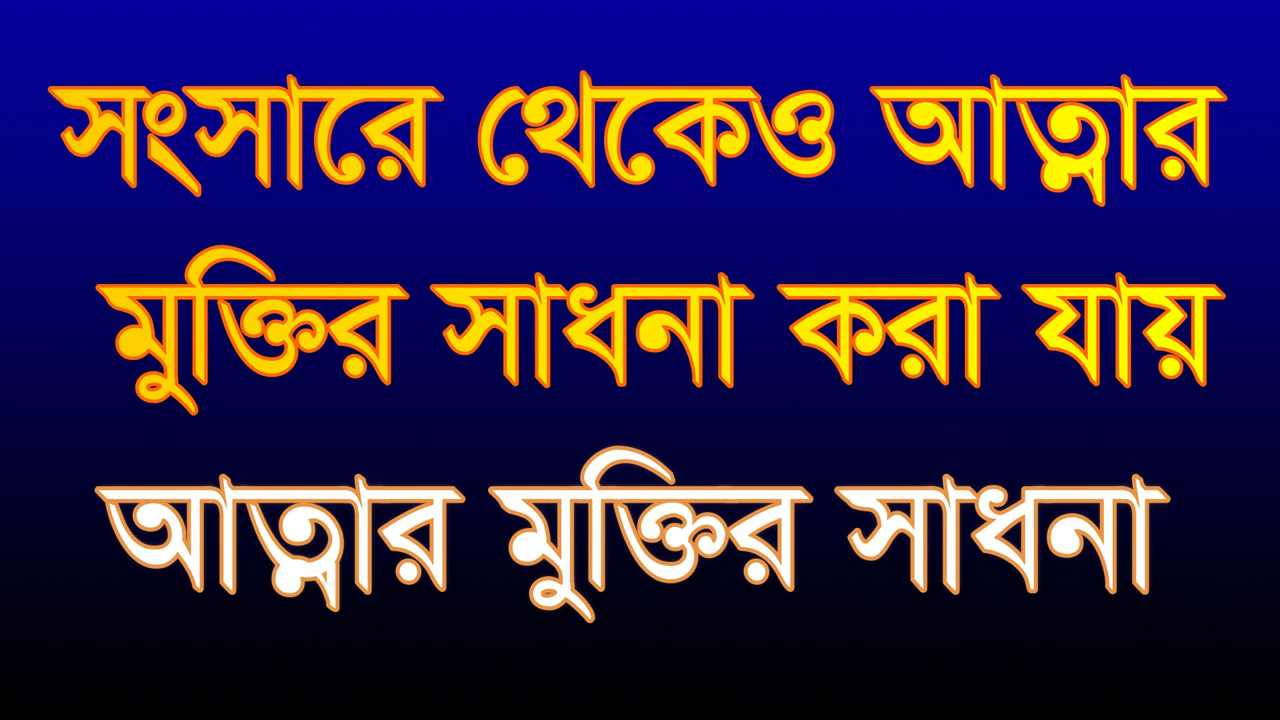 সংসারে থেকেও আত্নার
মুক্তির সাধনা করা যায়
আত্নার মুক্তির সাধনা